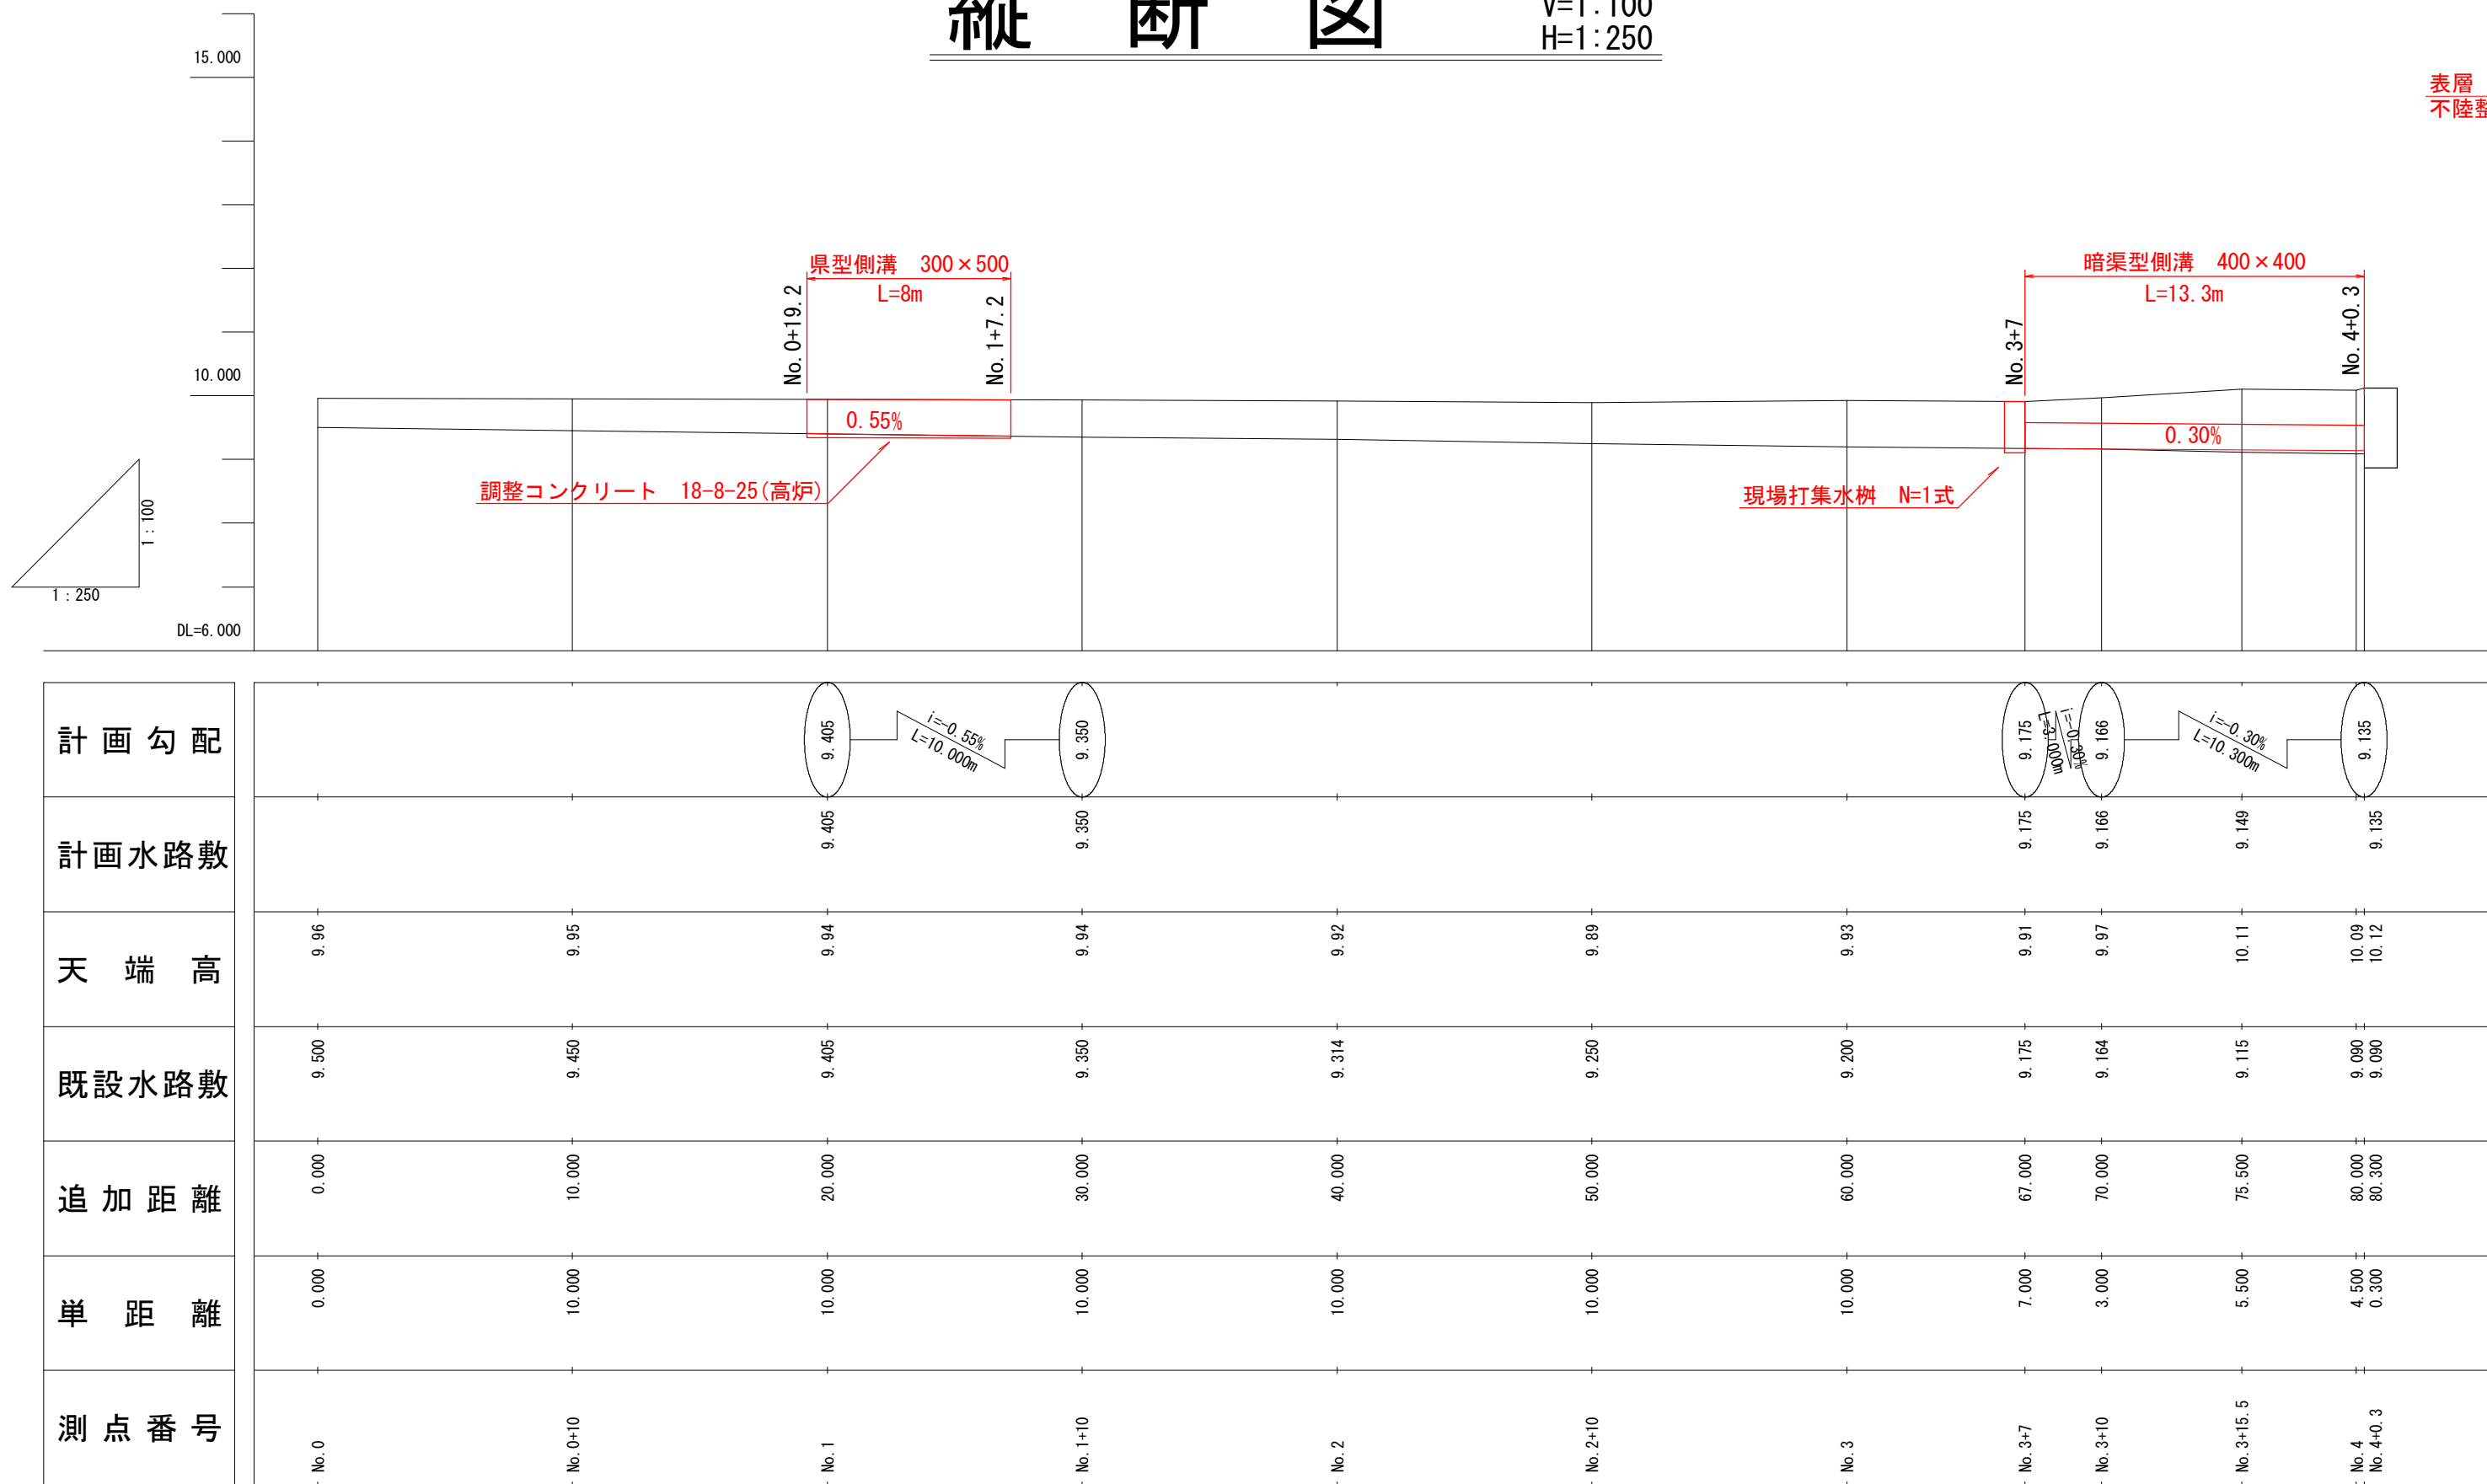 縦断図
V=1:100
H=1:250
表層
不陸整
15.000
10.000
DL=6.000
1:100
1:250
県型側溝 300×500
L=8m
No.0+19.2
No.1+7.2
0.55%
調整コンクリート 18-8-25(高炉)
暗渠型側溝 400×400
L=13.3m
No.3+7
No.4+0.3
0.30%
現場打集水桝 N=1式
計画勾配
9.405
i=-0.55%
L=10.000m
9.350
9.175
i=-0.30%
L=3.000m
9.166
i=-0.30%
L=10.300m
9.135
計画水路敷
9.405 9.350 9.175 9.166 9.149 9.135
天端高
9.96 9.95 9.94 9.94 9.92 9.89 9.93 9.91 9.97 10.11 10.09 10.12
既設水路敷
9.500 9.450 9.405 9.350 9.314 9.250 9.200 9.175 9.164 9.115 9.090 9.090
追加距離
0.000 10.000 20.000 30.000 40.000 50.000 60.000 67.000 70.000 75.500 80.000 80.300
単距離
0.000 10.000 10.000 10.000 10.000 10.000 10.000 7.000 3.000 5.500 4.500 0.300
測点番号
No.0 No.0+10 No.1 No.1+10 No.2 No.2+10 No.3 No.3+7 No.3+10 No.3+15.5 No.4 No.4+0.3